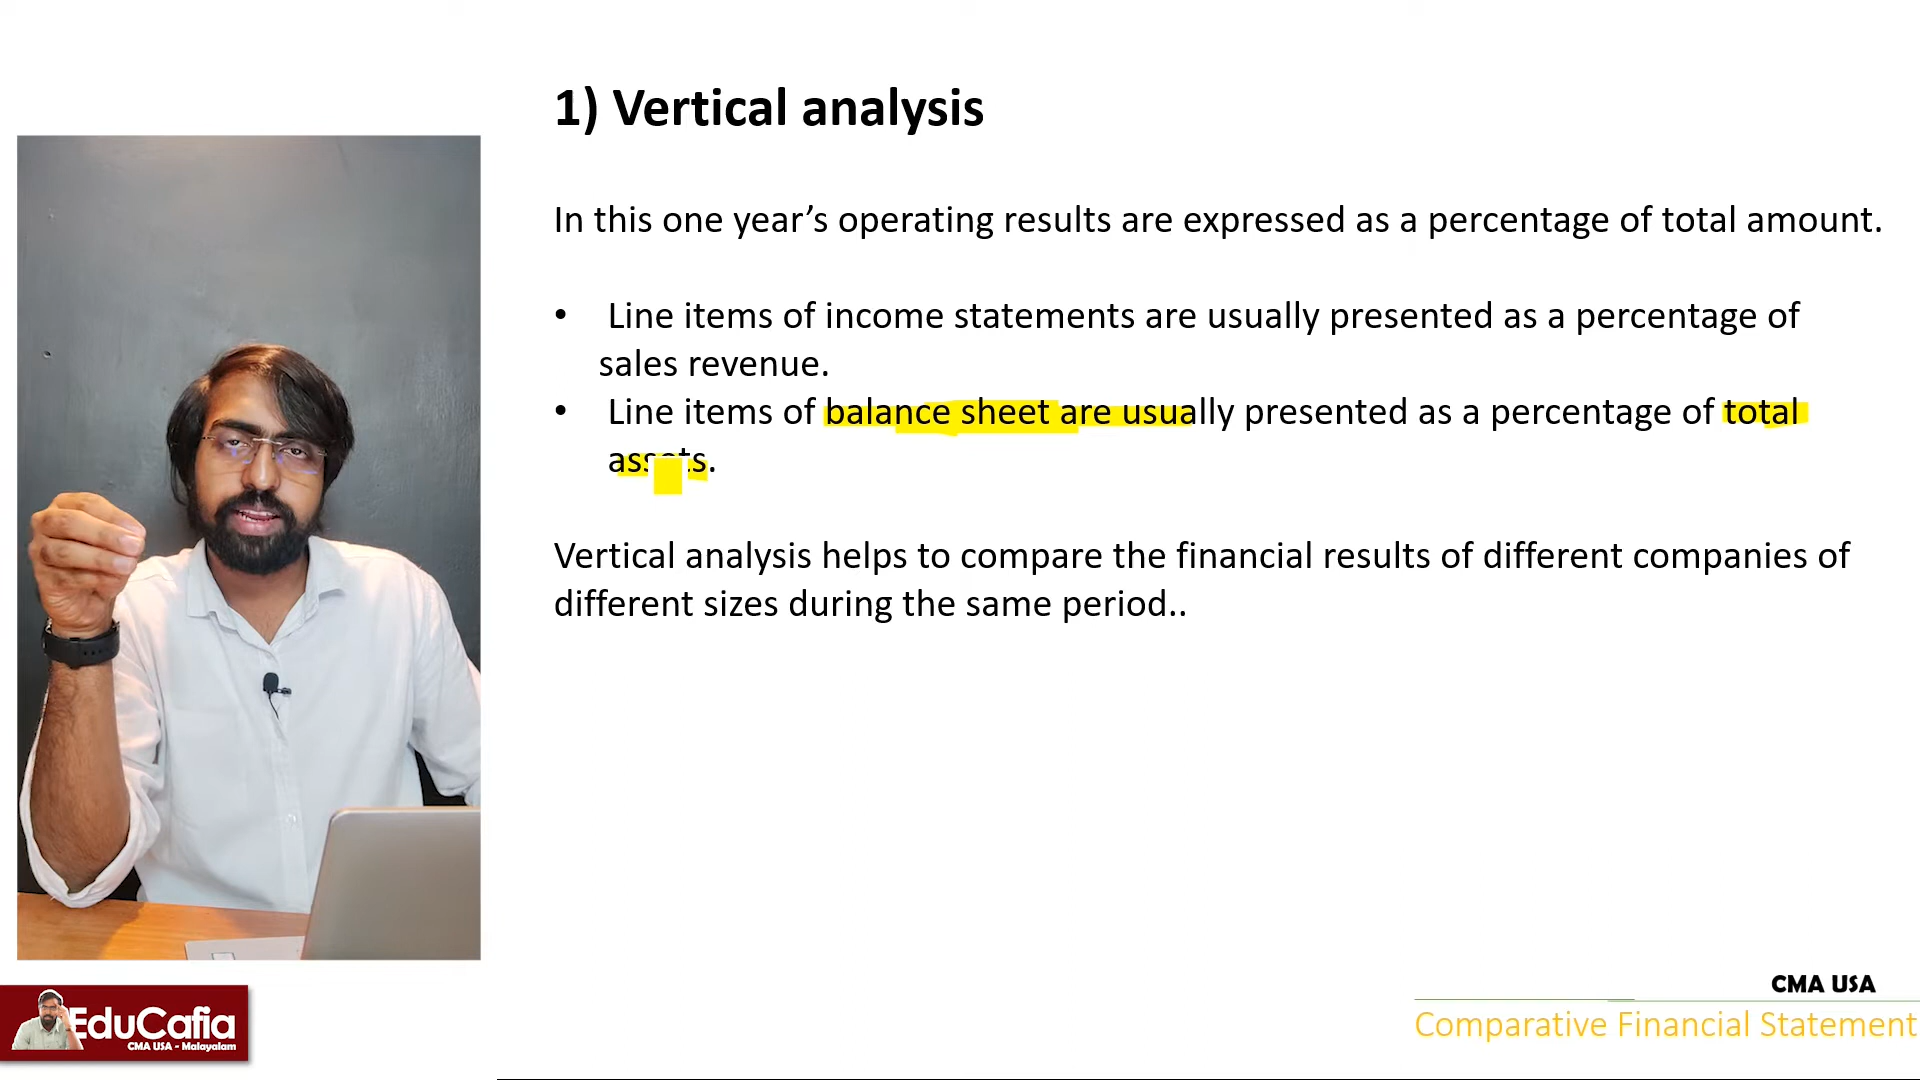 1) Vertical analysis
In this one year’s operating results are expressed as a percentage of total amount.
• Line items of income statements are usually presented as a percentage of
sales revenue.
• Line items of balance sheet are usually presented as a percentage of total
assets.
Vertical analysis helps to compare the financial results of different companies of
different sizes during the same period..
EduCafia
CMA USA - Malayalam
CMA USA
Comparative Financial Statement